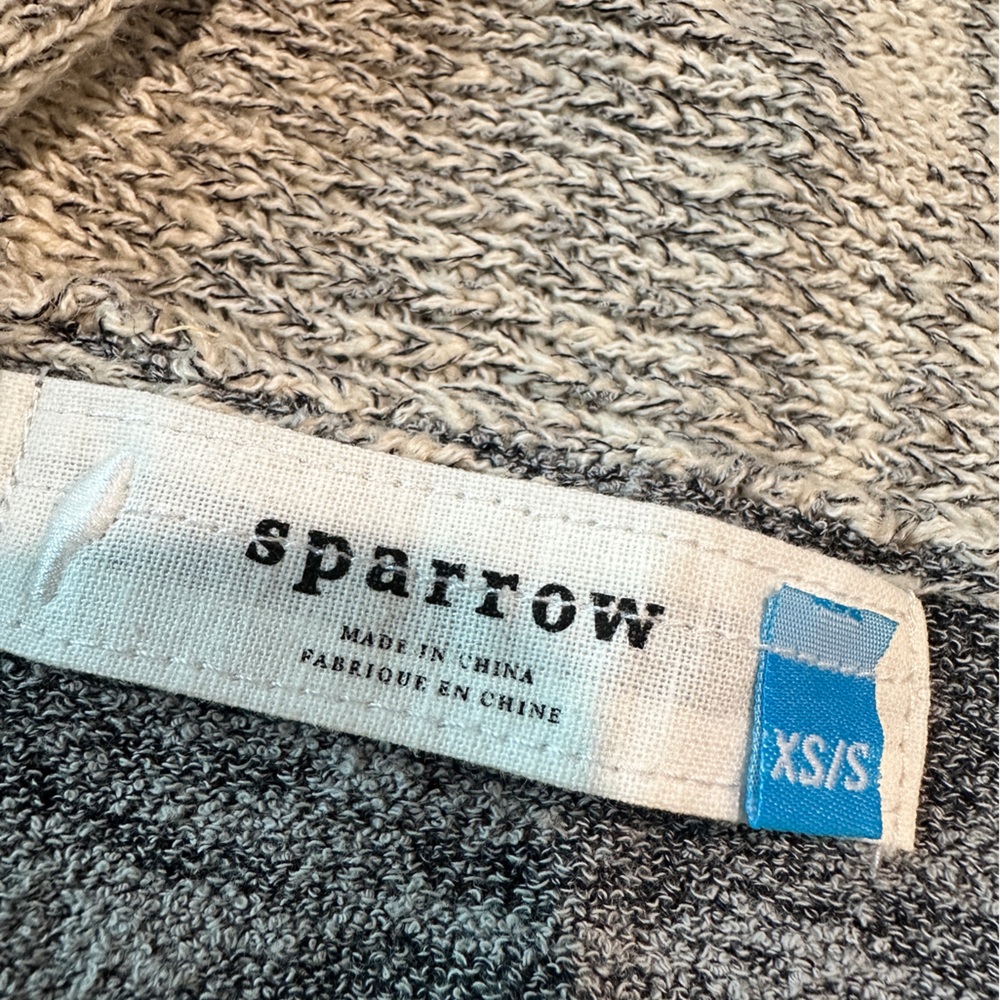 sparrow
MADE IN CHINA
FABRIQUE EN CHINE
XS/S